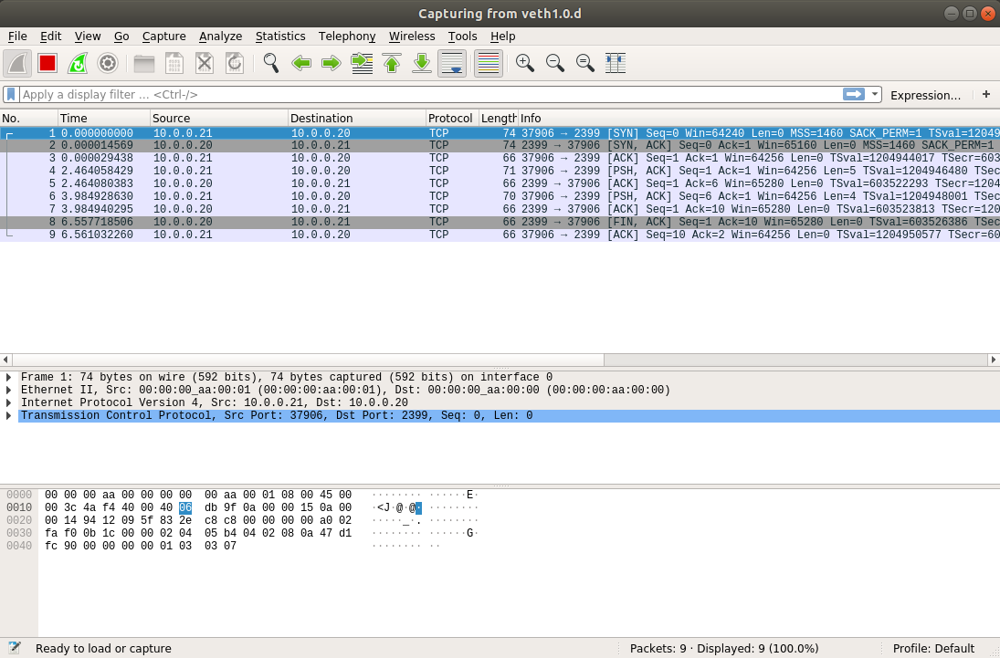 Capturing from veth1.0.d
File Edit View Go Capture Analyze Statistics Telephony Wireless Tools Help
Apply a display filter ... <Ctrl-/> Expression... +
No. Time Source Destination Protocol Length Info
1 0.000000000 10.0.0.21 10.0.0.20 TCP 74 37906 → 2399 [SYN] Seq=0 Win=64240 Len=0 MSS=1460 SACK_PERM=1 TSval=12049
2 0.000014569 10.0.0.20 10.0.0.21 TCP 74 2399 → 37906 [SYN, ACK] Seq=0 Ack=1 Win=65160 Len=0 MSS=1460 SACK_PERM=1
3 0.000029438 10.0.0.21 10.0.0.20 TCP 66 37906 → 2399 [ACK] Seq=1 Ack=1 Win=64256 Len=0 TSval=1204944017 TSecr=603
4 2.464058429 10.0.0.21 10.0.0.20 TCP 71 37906 → 2399 [PSH, ACK] Seq=1 Ack=1 Win=64256 Len=5 TSval=1204946480 TSec
5 2.464080383 10.0.0.20 10.0.0.21 TCP 66 2399 → 37906 [ACK] Seq=1 Ack=6 Win=65280 Len=0 TSval=603522293 TSecr=1204
6 3.984928630 10.0.0.21 10.0.0.20 TCP 70 37906 → 2399 [PSH, ACK] Seq=6 Ack=1 Win=64256 Len=4 TSval=1204948001 TSec
7 3.984940295 10.0.0.20 10.0.0.21 TCP 66 2399 → 37906 [ACK] Seq=1 Ack=10 Win=65280 Len=0 TSval=603523813 TSecr=120
8 6.557718506 10.0.0.20 10.0.0.21 TCP 66 2399 → 37906 [FIN, ACK] Seq=1 Ack=10 Win=65280 Len=0 TSval=603526386 TSec
9 6.561032260 10.0.0.21 10.0.0.20 TCP 66 37906 → 2399 [ACK] Seq=10 Ack=2 Win=64256 Len=0 TSval=1204950577 TSecr=60
Frame 1: 74 bytes on wire (592 bits), 74 bytes captured (592 bits) on interface 0
Ethernet II, Src: 00:00:00_aa:00:01 (00:00:00:aa:00:01), Dst: 00:00:00_aa:00:00 (00:00:00:aa:00:00)
Internet Protocol Version 4, Src: 10.0.0.21, Dst: 10.0.0.20
Transmission Control Protocol, Src Port: 37906, Dst Port: 2399, Seq: 0, Len: 0
0000 00 00 00 aa 00 00 00 00 00 aa 00 01 08 00 45 00 ········ ······E·
0010 00 3c 4a f4 40 00 40 06 db 9f 0a 00 00 15 0a 00 ·<J·@·@· ········
0020 00 14 94 12 09 5f 83 2e c8 c8 00 00 00 00 a0 02 ·····_·. ········
0030 fa f0 0b 1c 00 00 02 04 05 b4 04 02 08 0a 47 d1 ········ ······G·
0040 fc 90 00 00 00 00 01 03 03 07 ········ ··
Ready to load or capture Packets: 9 · Displayed: 9 (100.0%) Profile: Default